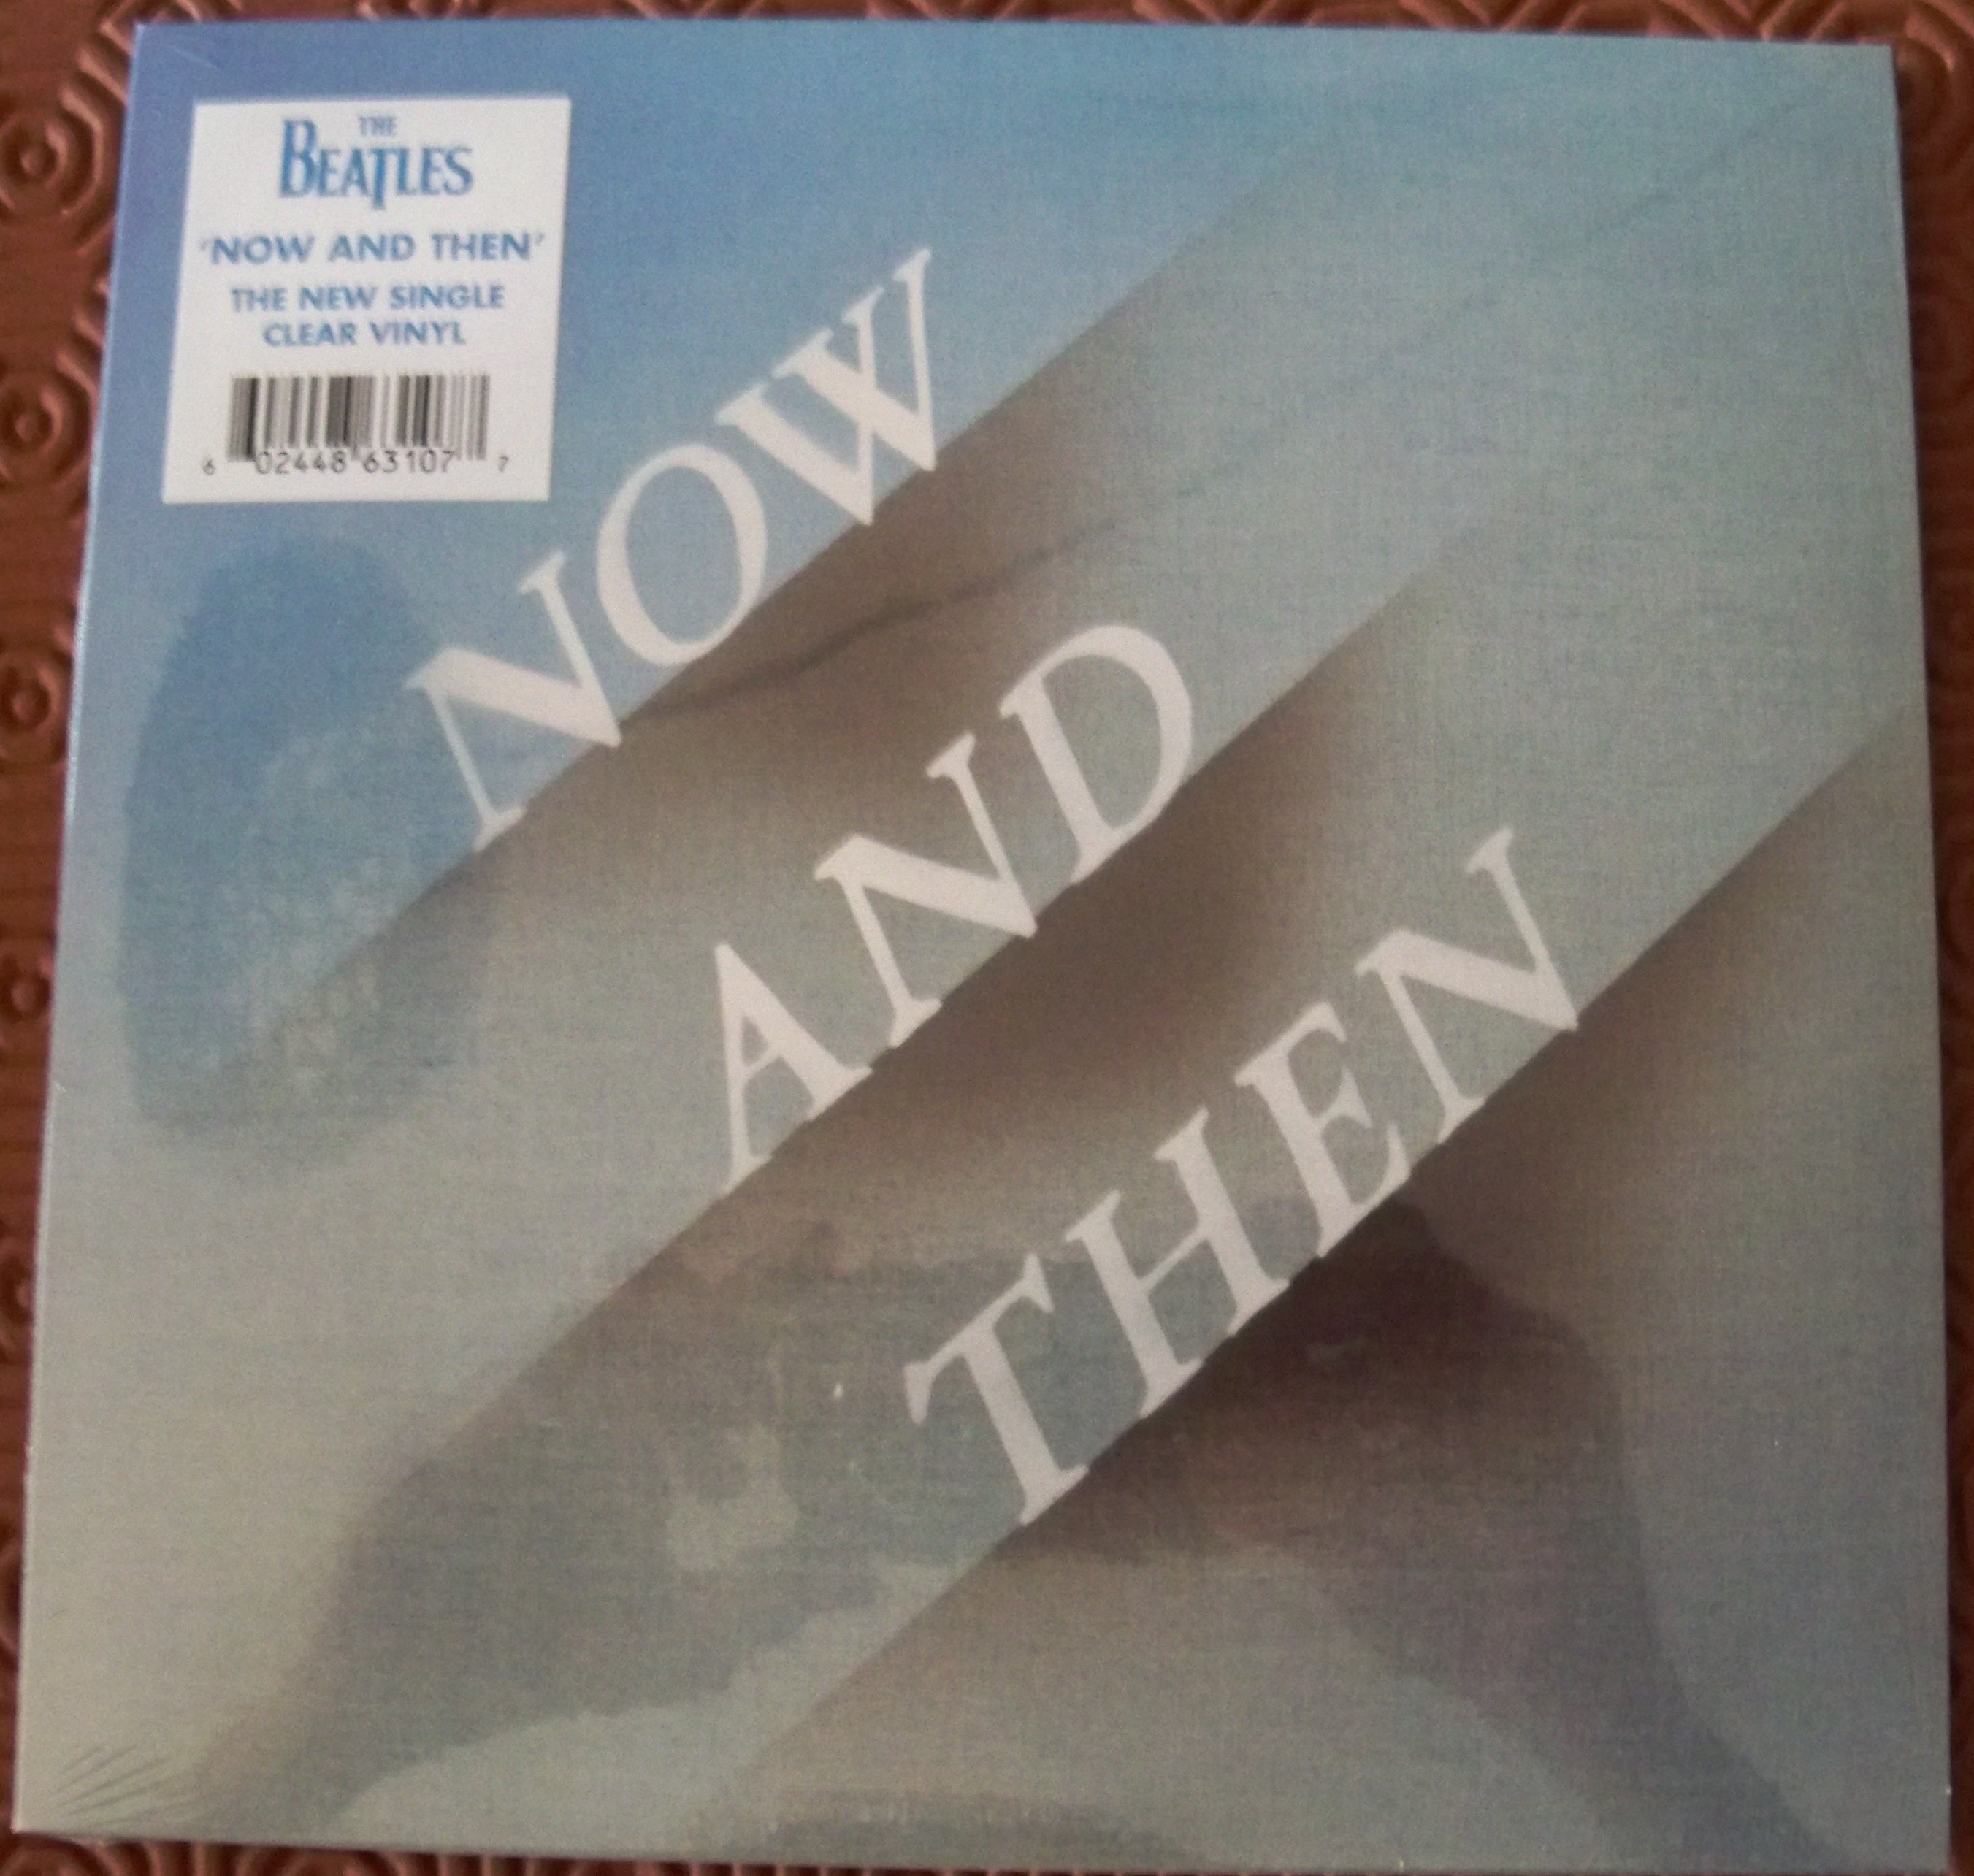 THE
BEATLES
'NOW AND THEN'
THE NEW SINGLE
CLEAR VINYL
6 02448 63107 7
NOW
AND
THEN